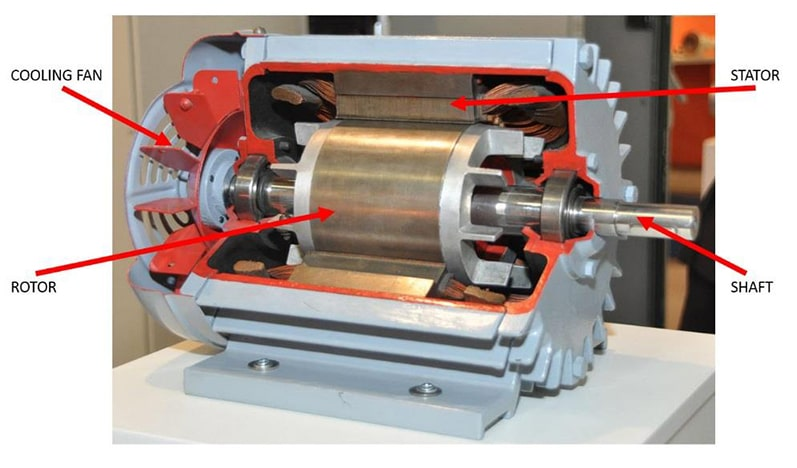 COOLING FAN
STATOR
ROTOR
SHAFT